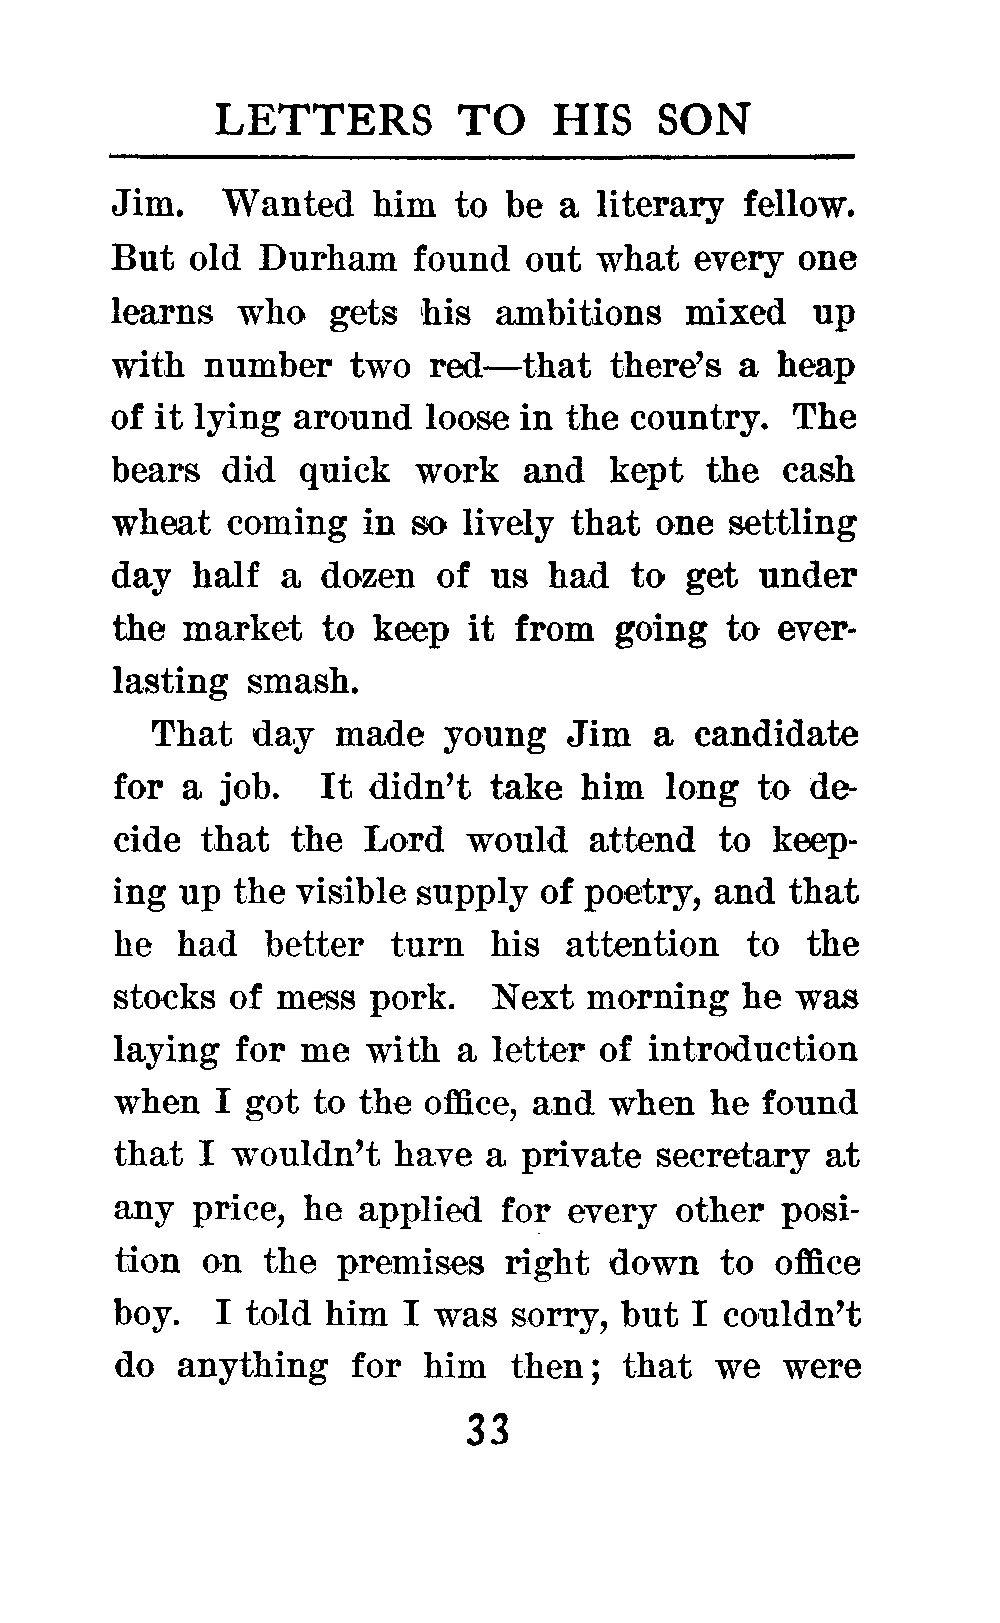 LETTERS TO HIS SON
Jim. Wanted him to be a literary fellow.
But old Durham found out what every one
learns who gets his ambitions mixed up
with number two red—that there's a heap
of it lying around loose in the country. The
bears did quick work and kept the cash
wheat coming in so lively that one settling
day half a dozen of us had to get under
the market to keep it from going to ever-
lasting smash.
That day made young Jim a candidate
for a job. It didn't take him long to de-
cide that the Lord would attend to keep-
ing up the visible supply of poetry, and that
he had better turn his attention to the
stocks of mess pork. Next morning he was
laying for me with a letter of introduction
when I got to the office, and when he found
that I wouldn't have a private secretary at
any price, he applied for every other posi-
tion on the premises right down to office
boy. I told him I was sorry, but I couldn't
do anything for him then; that we were
33